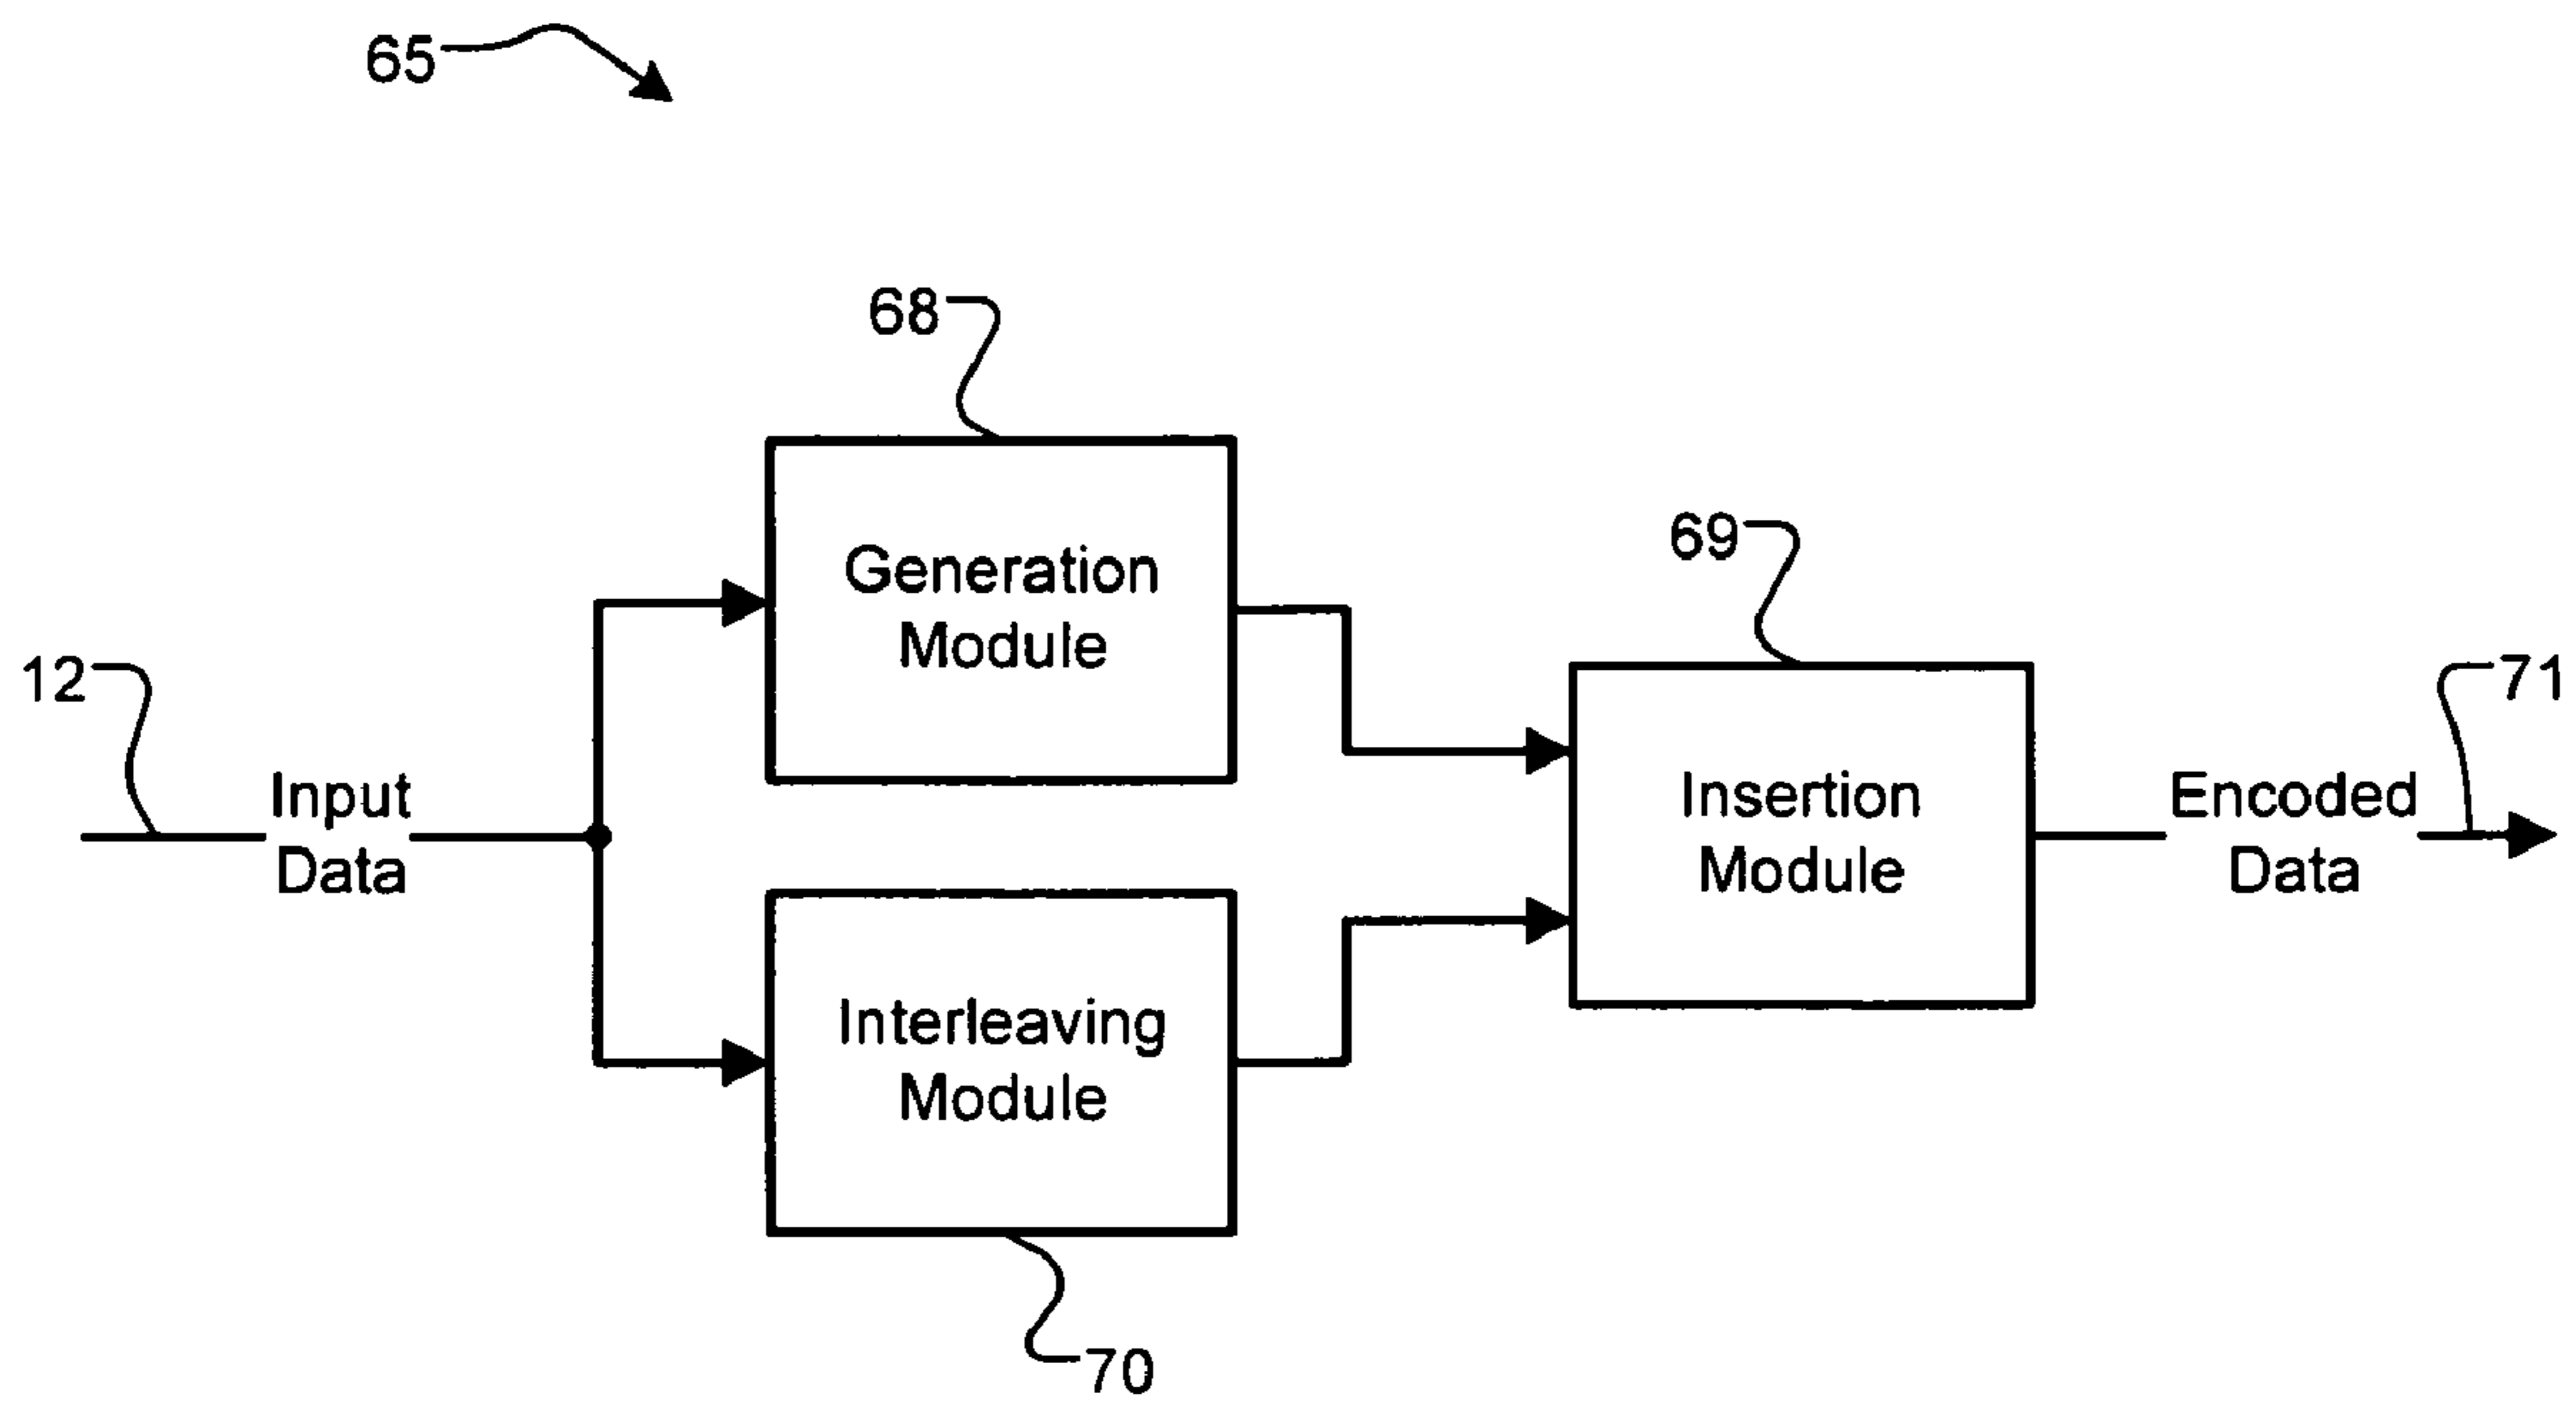 65
68
Generation
Module
69
12
71
Input
Data
Insertion
Module
Encoded
Data
Interleaving
Module
70